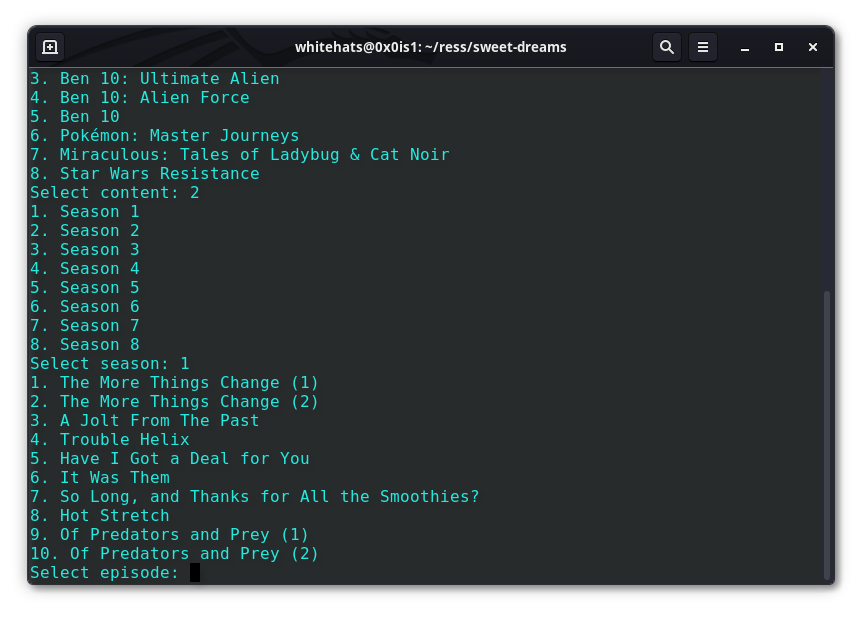 whitehats@0x0is1: ~/ress/sweet-dreams
3. Ben 10: Ultimate Alien
4. Ben 10: Alien Force
5. Ben 10
6. Pokémon: Master Journeys
7. Miraculous: Tales of Ladybug & Cat Noir
8. Star Wars Resistance
Select content: 2
1. Season 1
2. Season 2
3. Season 3
4. Season 4
5. Season 5
6. Season 6
7. Season 7
8. Season 8
Select season: 1
1. The More Things Change (1)
2. The More Things Change (2)
3. A Jolt From The Past
4. Trouble Helix
5. Have I Got a Deal for You
6. It Was Them
7. So Long, and Thanks for All the Smoothies?
8. Hot Stretch
9. Of Predators and Prey (1)
10. Of Predators and Prey (2)
Select episode: